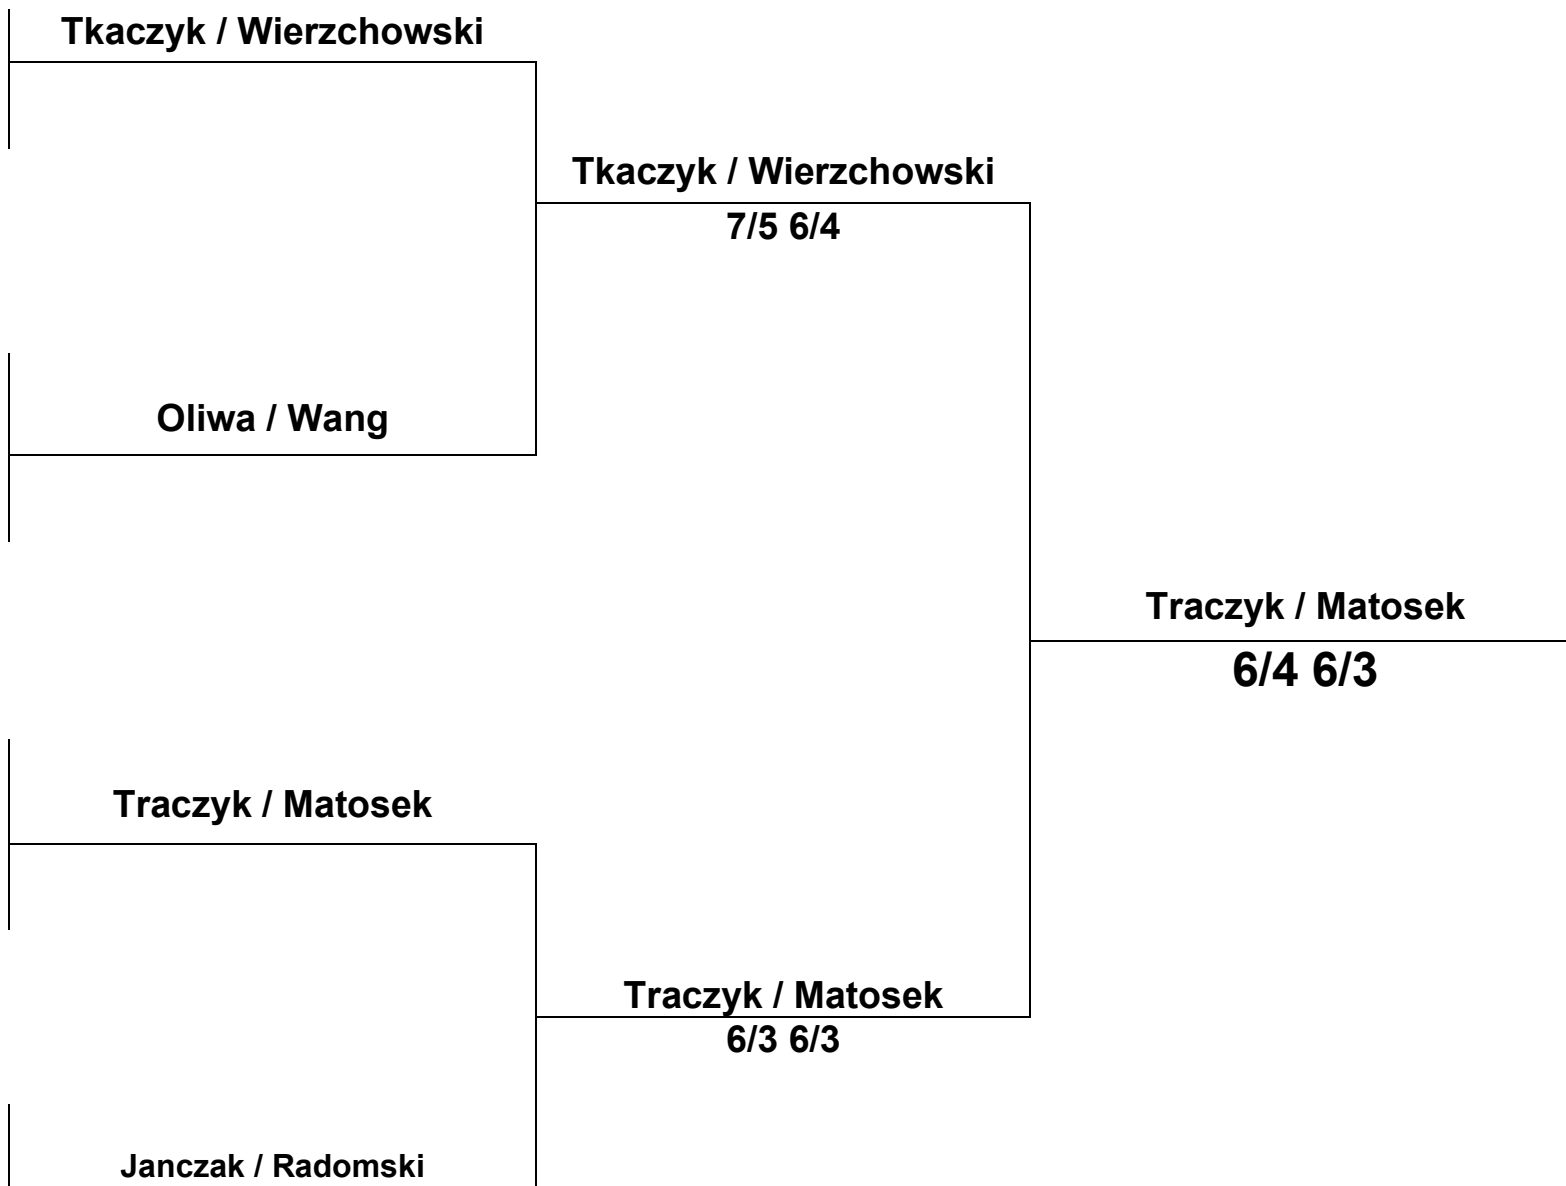 Tkaczyk / Wierzchowski
Tkaczyk / Wierzchowski
7/5 6/4
Oliwa / Wang
Traczyk / Matosek
6/4 6/3
Traczyk / Matosek
Traczyk / Matosek
6/3 6/3
Janczak / Radomski